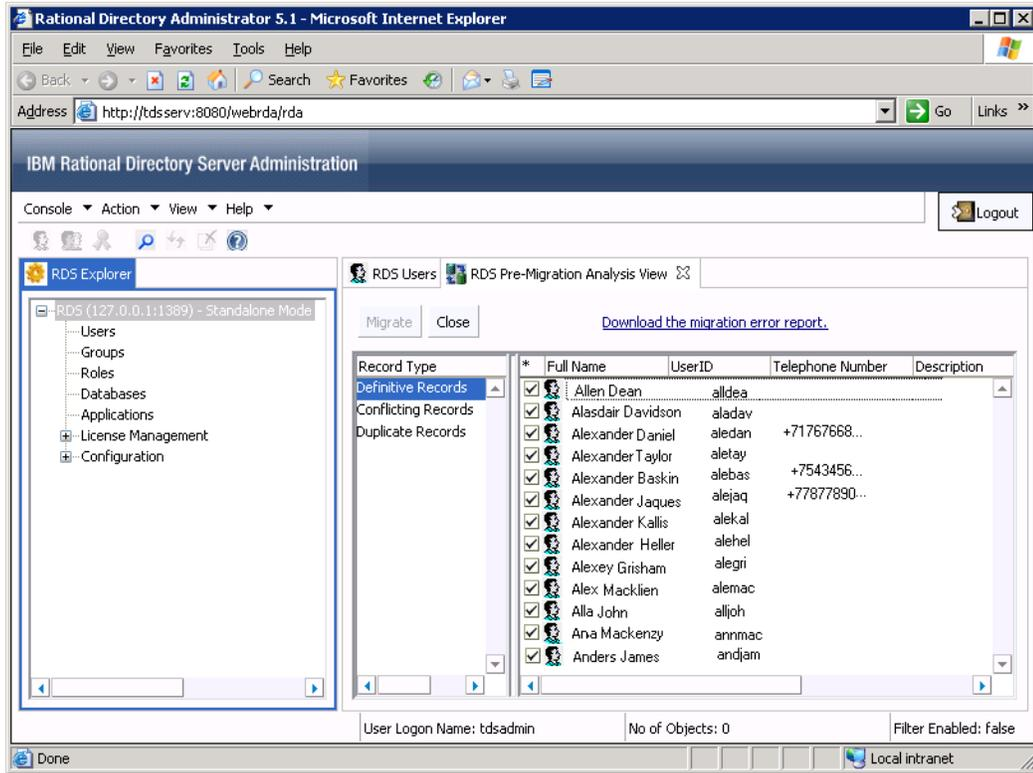 Rational Directory Administrator 5.1 - Microsoft Internet Explorer
File Edit View Favorites Tools Help
Back Search Favorites
Address http://tdsserv:8080/webrda/rda Go Links »
IBM Rational Directory Server Administration
Console Action View Help
Logout
RDS Explorer
RDS (127.0.0.1:1389) - Standalone Mode
Users
Groups
Roles
Databases
Applications
License Management
Configuration
RDS Users RDS Pre-Migration Analysis View
Migrate Close Download the migration error report.
Record Type
Definitive Records
Conflicting Records
Duplicate Records
* Full Name UserID Telephone Number Description
Allen Dean alldea
Alasdair Davidson aladav
Alexander Daniel aledan +71767668...
Alexander Taylor aletay
Alexander Baskin alebas +7543456...
Alexander Jaques alejaq +77877890...
Alexander Kallis alekal
Alexander Heller alehel
Alexey Grisham alegri
Alex Macklien alemac
Alla John alljoh
Ana Mackenzy annmac
Anders James andjam
User Logon Name: tdsadmin No of Objects: 0 Filter Enabled: false
Done Local intranet